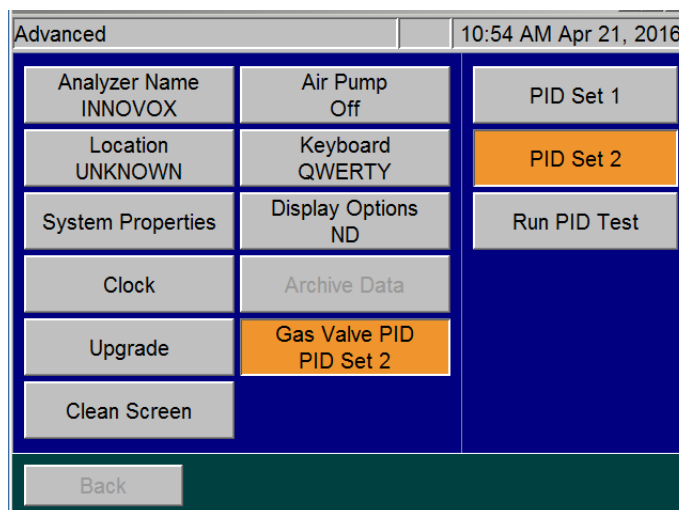 Advanced
10:54 AM Apr 21, 2016
Analyzer Name
INNOVOX
Air Pump
Off
PID Set 1
Location
UNKNOWN
Keyboard
QWERTY
PID Set 2
System Properties
Display Options
ND
Run PID Test
Clock
Archive Data
Upgrade
Gas Valve PID
PID Set 2
Clean Screen
Back